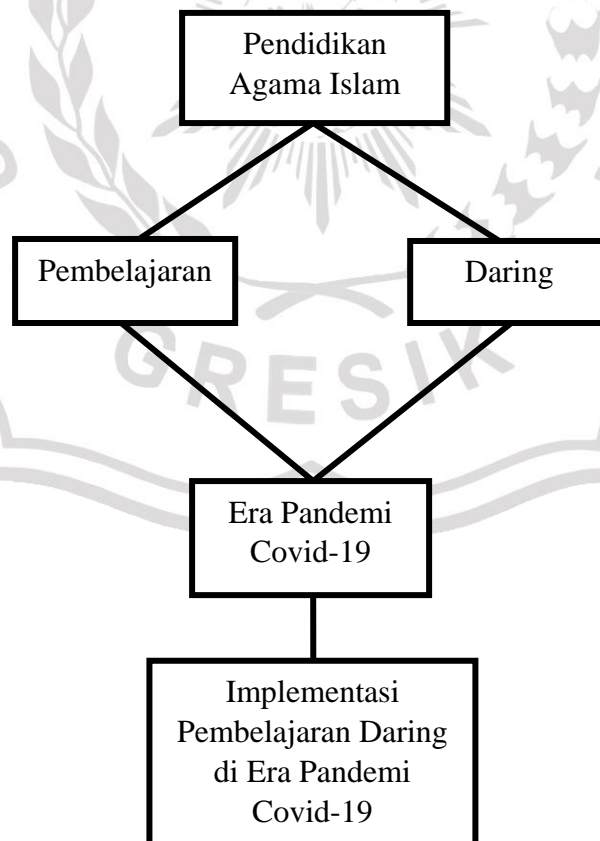 Pendidikan
Agama Islam
Pembelajaran
Daring
GRESIK
Era Pandemi
Covid-19
Implementasi
Pembelajaran Daring
di Era Pandemi
Covid-19